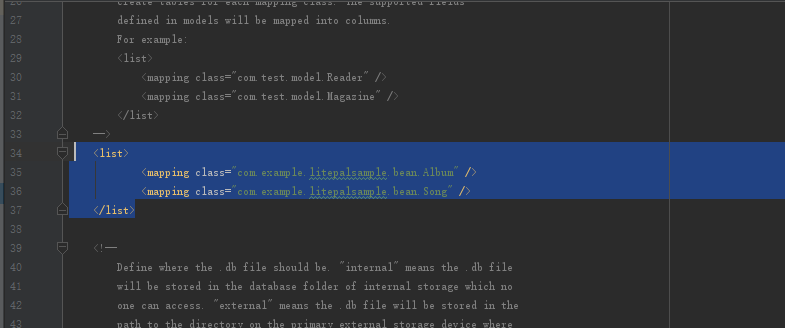 26 create tables for each mapping class. The supported fields
27 defined in models will be mapped into columns.
28 For example:
29 <list>
30 <mapping class="com.test.model.Reader" />
31 <mapping class="com.test.model.Magazine" />
32 </list>
33 -->
34 <list>
35 <mapping class="com.example.litepalsample.bean.Album" />
36 <mapping class="com.example.litepalsample.bean.Song" />
37 </list>
38
39 <!--
40 Define where the .db file should be. "internal" means the .db file
41 will be stored in the database folder of internal storage which no
42 one can access. "external" means the .db file will be stored in the
43 path to the directory on the primary external storage device where